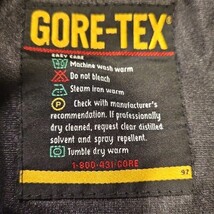 GORE-TEX®
EASY CARE
Machine wash warm
Do not bleach
Steam iron warm
P Check with manufacturer's
recommendation. If professionally
dry cleaned, request clear distilled
solvent and spray repellent.
Tumble dry warm
1-800-431-GORE
97